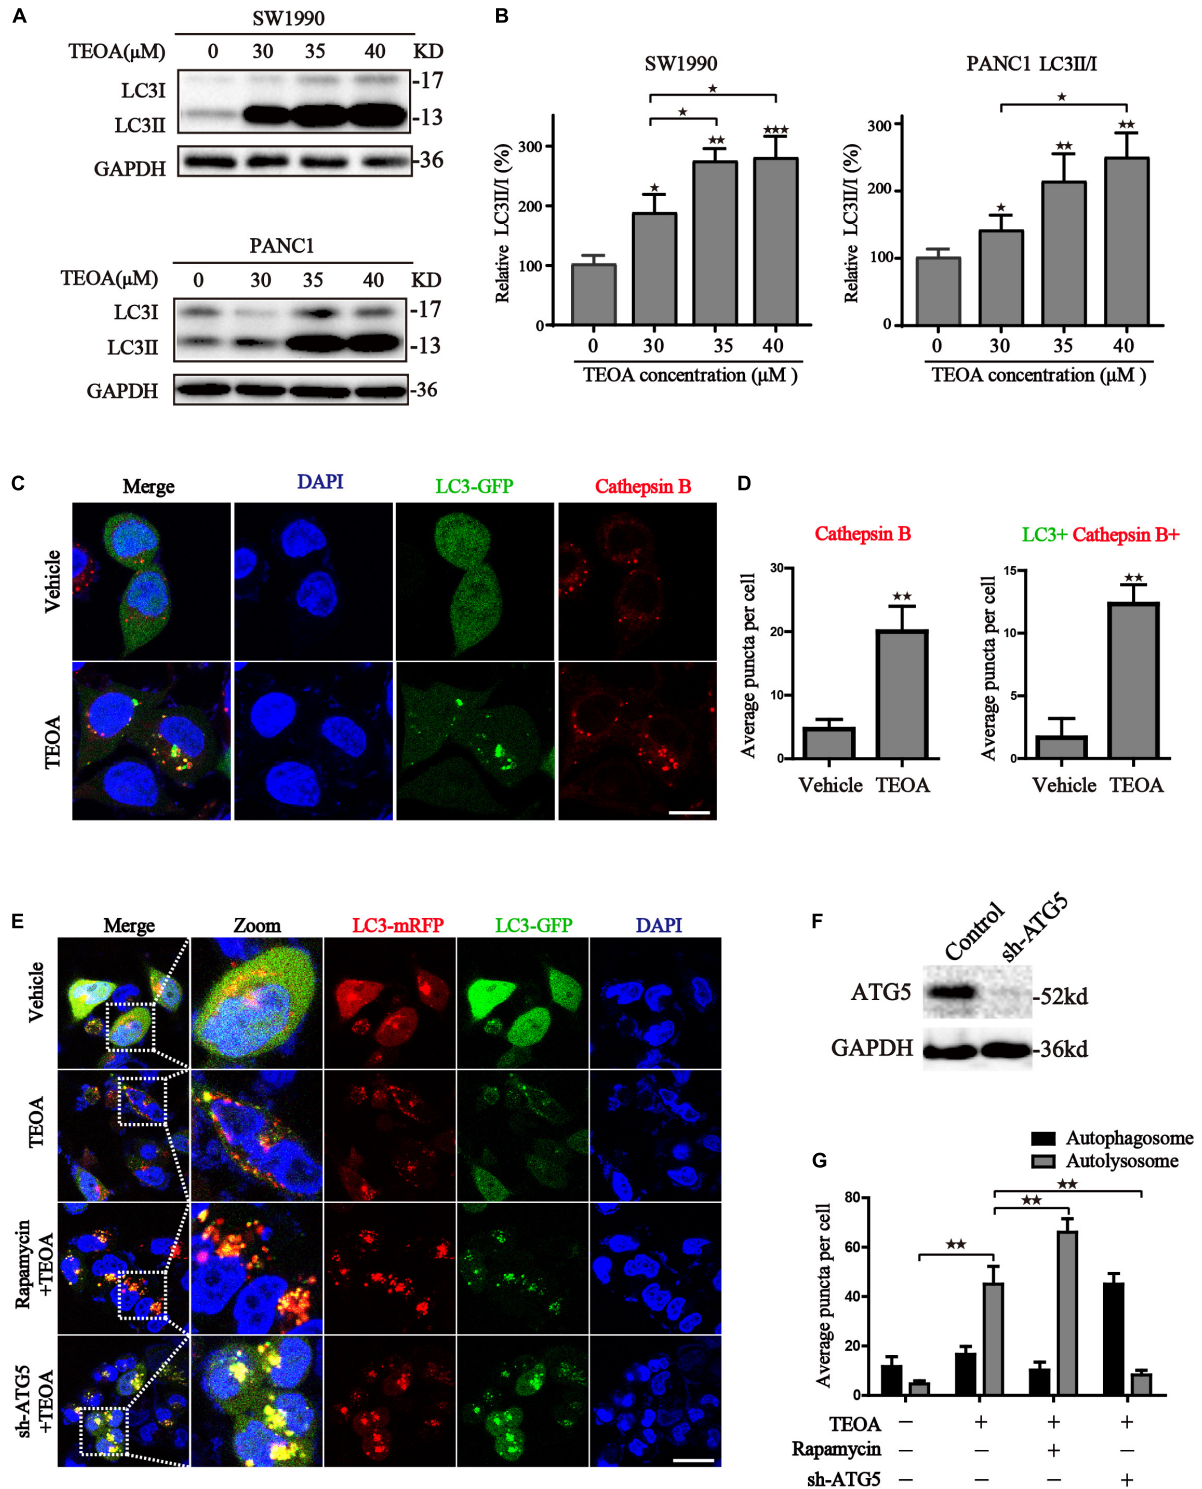 A
SW1990
TEOA(μM) 0 30 35 40 KD
LC3I
-17
LC3II
-13
GAPDH
-36
PANC1
TEOA(μM) 0 30 35 40 KD
LC3I
-17
LC3II
-13
GAPDH
-36
B
SW1990
Relative LC3II/I (%)
300
200
100
0
★
★
★
★★
★★★
0 30 35 40
TEOA concentration (μM )
PANC1 LC3II/I
Relative LC3II/I (%)
300
200
100
0
★
★
★★
★★
0 30 35 40
TEOA concentration (μM )
C
Merge DAPI LC3-GFP Cathepsin B
Vehicle
TEOA
D
Cathepsin B
Average puncta per cell
30
20
10
0
★★
Vehicle TEOA
LC3+ Cathepsin B+
Average puncta per cell
15
10
5
0
★★
Vehicle TEOA
E
Merge Zoom LC3-mRFP LC3-GFP DAPI
Vehicle
TEOA
Rapamycin
+TEOA
sh-ATG5
+TEOA
F
Control sh-ATG5
ATG5 -52kd
GAPDH -36kd
G
Autophagosome
Autolysosome
Average puncta per cell
80
60
40
20
0
★★
★★
★★
TEOA − + + +
Rapamycin − − + −
sh-ATG5 − − − +